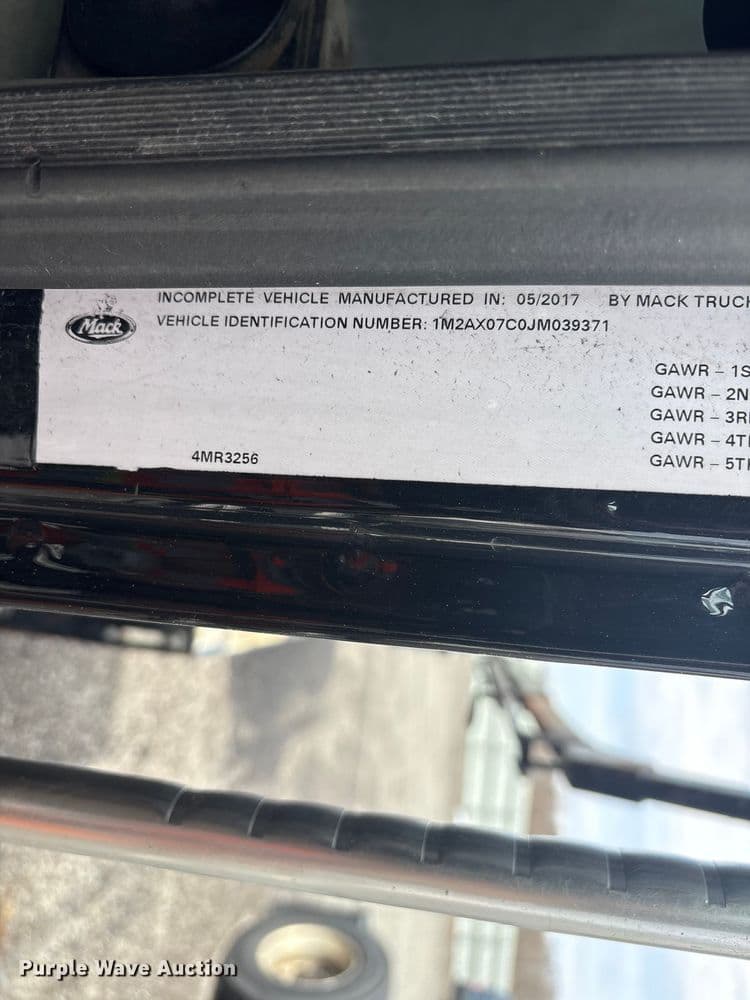 INCOMPLETE VEHICLE MANUFACTURED IN: 05/2017 BY MACK TRUCK
Mack
VEHICLE IDENTIFICATION NUMBER: 1M2AX07C0JM039371
GAWR – 1S
GAWR – 2N
GAWR – 3R
GAWR – 4T
4MR3256
GAWR – 5T
Purple Wave Auction